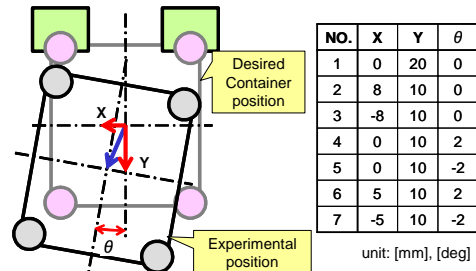 Desired
Container
position
X
Y
θ
Experimental
position
NO. X Y θ
1 0 20 0
2 8 10 0
3 -8 10 0
4 0 10 2
5 0 10 -2
6 5 10 2
7 -5 10 -2
unit: [mm], [deg]